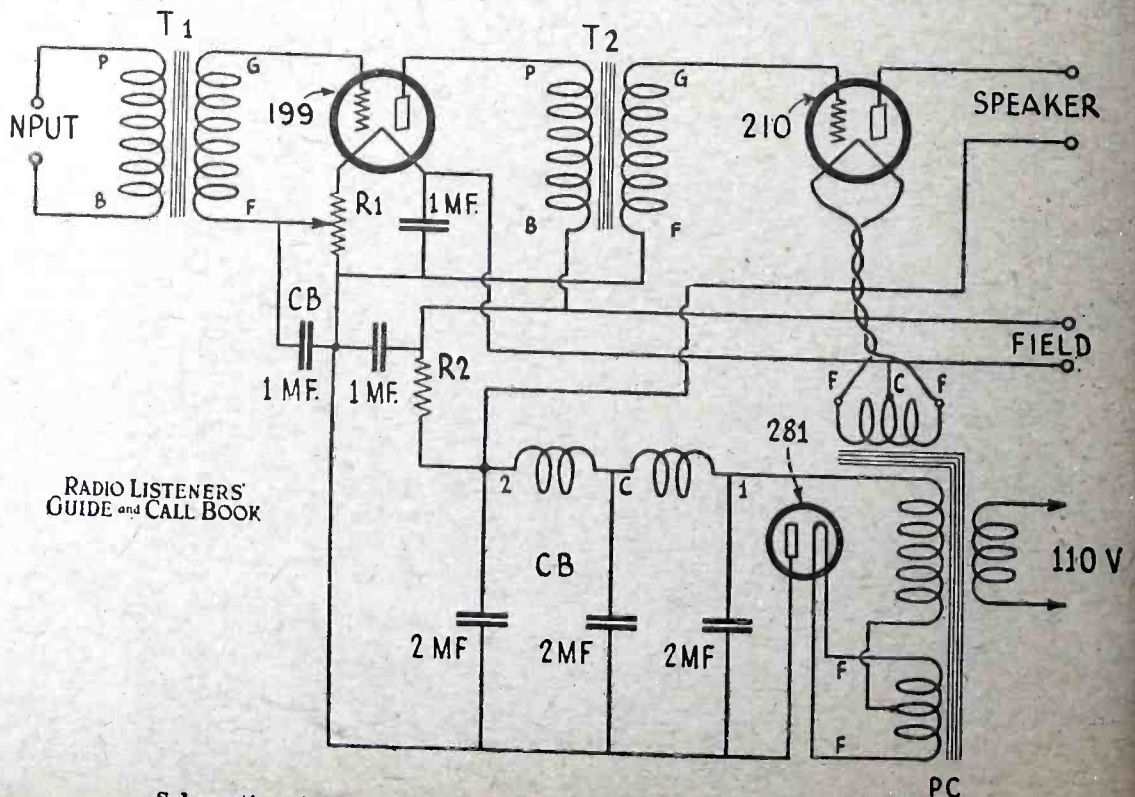 T 1
T 2
P
G
P
G
199
210
NPUT
SPEAKER
B
F
R1
1 MF.
B
F
CB
FIELD
1 MF.
1 MF.
R2
F
C
F
281
RADIO LISTENERS'
GUIDE and CALL BOOK
2
C
1
CB
110 V
2 MF
2MF
2MF
F
F
PC